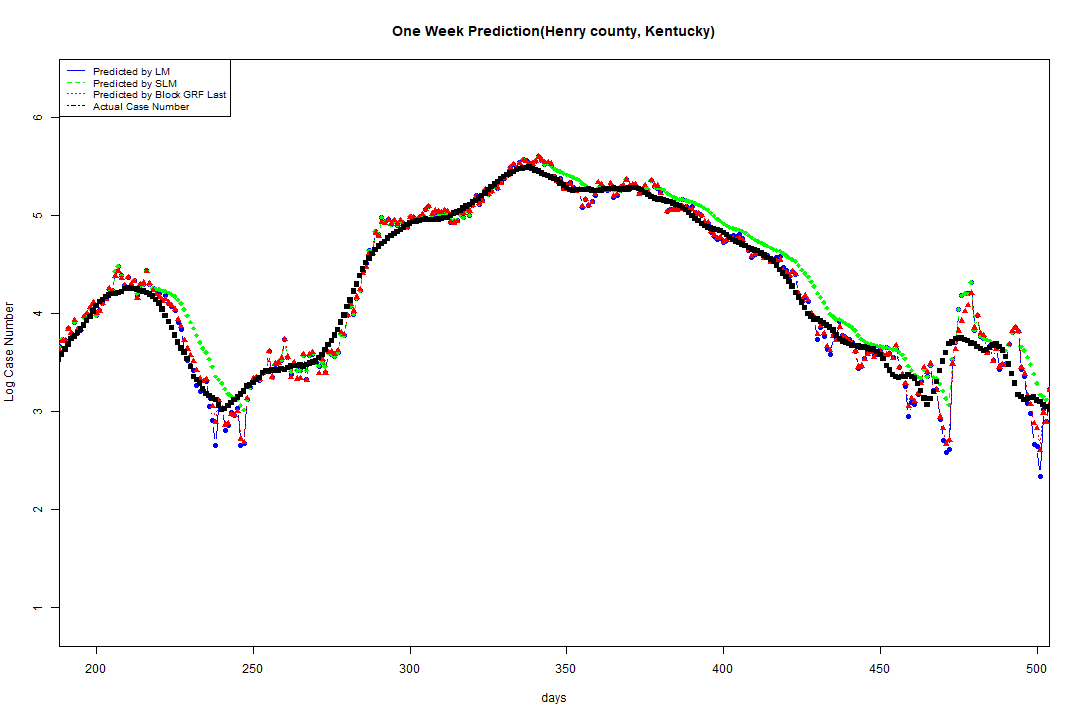 One Week Prediction(Henry county, Kentucky)
Predicted by LM
Predicted by SLM
Predicted by Block GRF Last
Actual Case Number
Log Case Number
6
5
4
3
2
1
200 250 300 350 400 450 500
days